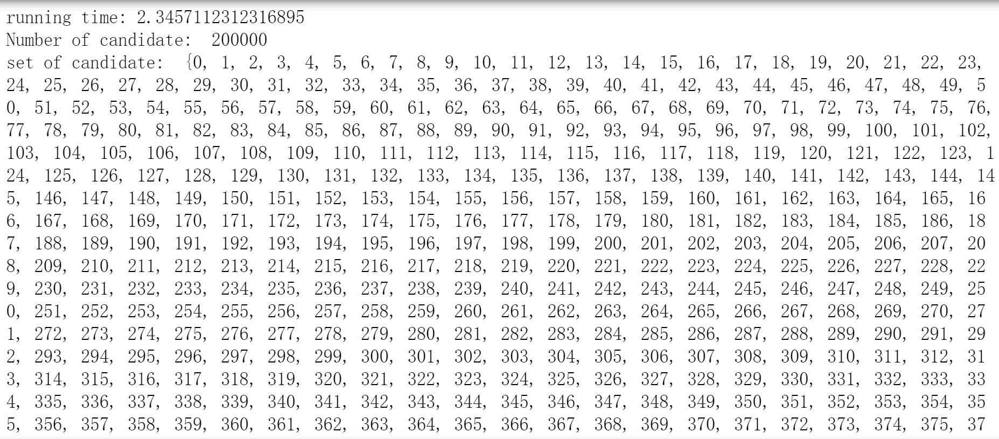 running time: 2.3457112312316895
Number of candidate:  200000
set of candidate:  {0, 1, 2, 3, 4, 5, 6, 7, 8, 9, 10, 11, 12, 13, 14, 15, 16, 17, 18, 19, 20, 21, 22, 23,
24, 25, 26, 27, 28, 29, 30, 31, 32, 33, 34, 35, 36, 37, 38, 39, 40, 41, 42, 43, 44, 45, 46, 47, 48, 49, 5
0, 51, 52, 53, 54, 55, 56, 57, 58, 59, 60, 61, 62, 63, 64, 65, 66, 67, 68, 69, 70, 71, 72, 73, 74, 75, 76,
77, 78, 79, 80, 81, 82, 83, 84, 85, 86, 87, 88, 89, 90, 91, 92, 93, 94, 95, 96, 97, 98, 99, 100, 101, 102,
103, 104, 105, 106, 107, 108, 109, 110, 111, 112, 113, 114, 115, 116, 117, 118, 119, 120, 121, 122, 123, 1
24, 125, 126, 127, 128, 129, 130, 131, 132, 133, 134, 135, 136, 137, 138, 139, 140, 141, 142, 143, 144, 14
5, 146, 147, 148, 149, 150, 151, 152, 153, 154, 155, 156, 157, 158, 159, 160, 161, 162, 163, 164, 165, 16
6, 167, 168, 169, 170, 171, 172, 173, 174, 175, 176, 177, 178, 179, 180, 181, 182, 183, 184, 185, 186, 18
7, 188, 189, 190, 191, 192, 193, 194, 195, 196, 197, 198, 199, 200, 201, 202, 203, 204, 205, 206, 207, 20
8, 209, 210, 211, 212, 213, 214, 215, 216, 217, 218, 219, 220, 221, 222, 223, 224, 225, 226, 227, 228, 22
9, 230, 231, 232, 233, 234, 235, 236, 237, 238, 239, 240, 241, 242, 243, 244, 245, 246, 247, 248, 249, 25
0, 251, 252, 253, 254, 255, 256, 257, 258, 259, 260, 261, 262, 263, 264, 265, 266, 267, 268, 269, 270, 27
1, 272, 273, 274, 275, 276, 277, 278, 279, 280, 281, 282, 283, 284, 285, 286, 287, 288, 289, 290, 291, 29
2, 293, 294, 295, 296, 297, 298, 299, 300, 301, 302, 303, 304, 305, 306, 307, 308, 309, 310, 311, 312, 31
3, 314, 315, 316, 317, 318, 319, 320, 321, 322, 323, 324, 325, 326, 327, 328, 329, 330, 331, 332, 333, 33
4, 335, 336, 337, 338, 339, 340, 341, 342, 343, 344, 345, 346, 347, 348, 349, 350, 351, 352, 353, 354, 35
5, 356, 357, 358, 359, 360, 361, 362, 363, 364, 365, 366, 367, 368, 369, 370, 371, 372, 373, 374, 375, 37